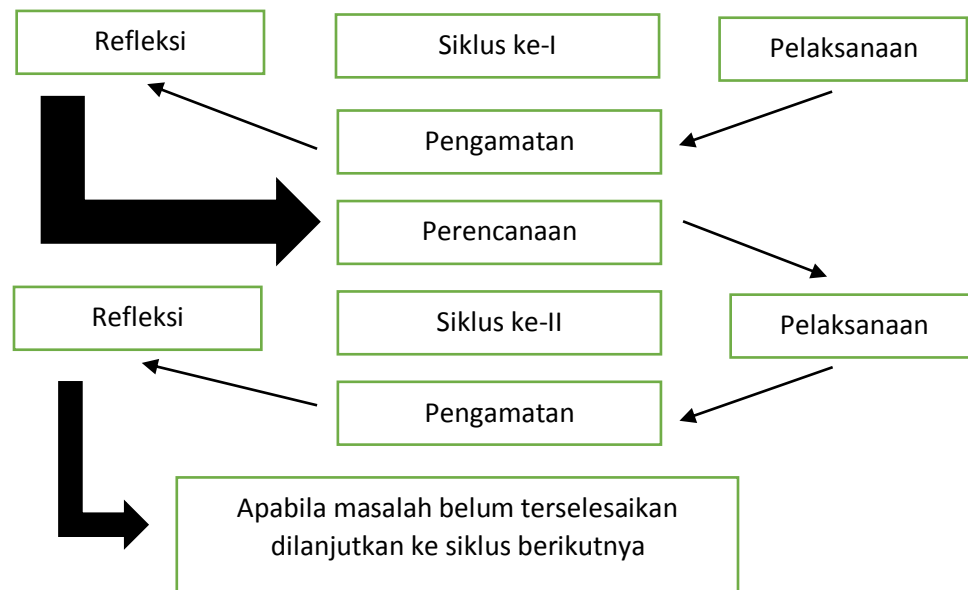 Refleksi
Siklus ke-I
Pelaksanaan
Pengamatan
Perencanaan
Refleksi
Siklus ke-II
Pelaksanaan
Pengamatan
Apabila masalah belum terselesaikan
dilanjutkan ke siklus berikutnya